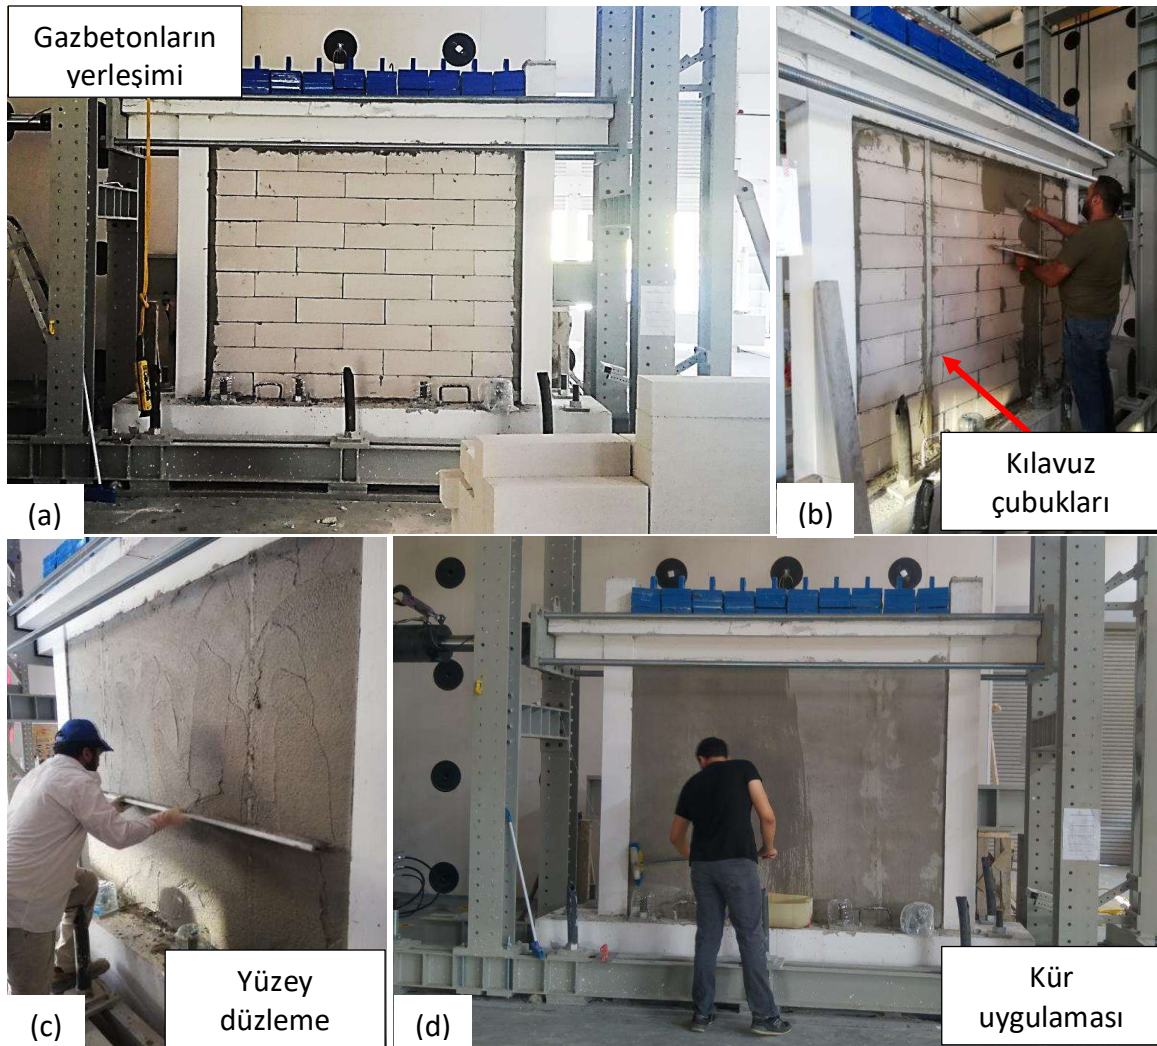 Gazbetonların
yerleşimi
(a)
(b)
Kılavuz
çubukları
(c)
Yüzey
düzleme
(d)
Kür
uygulaması